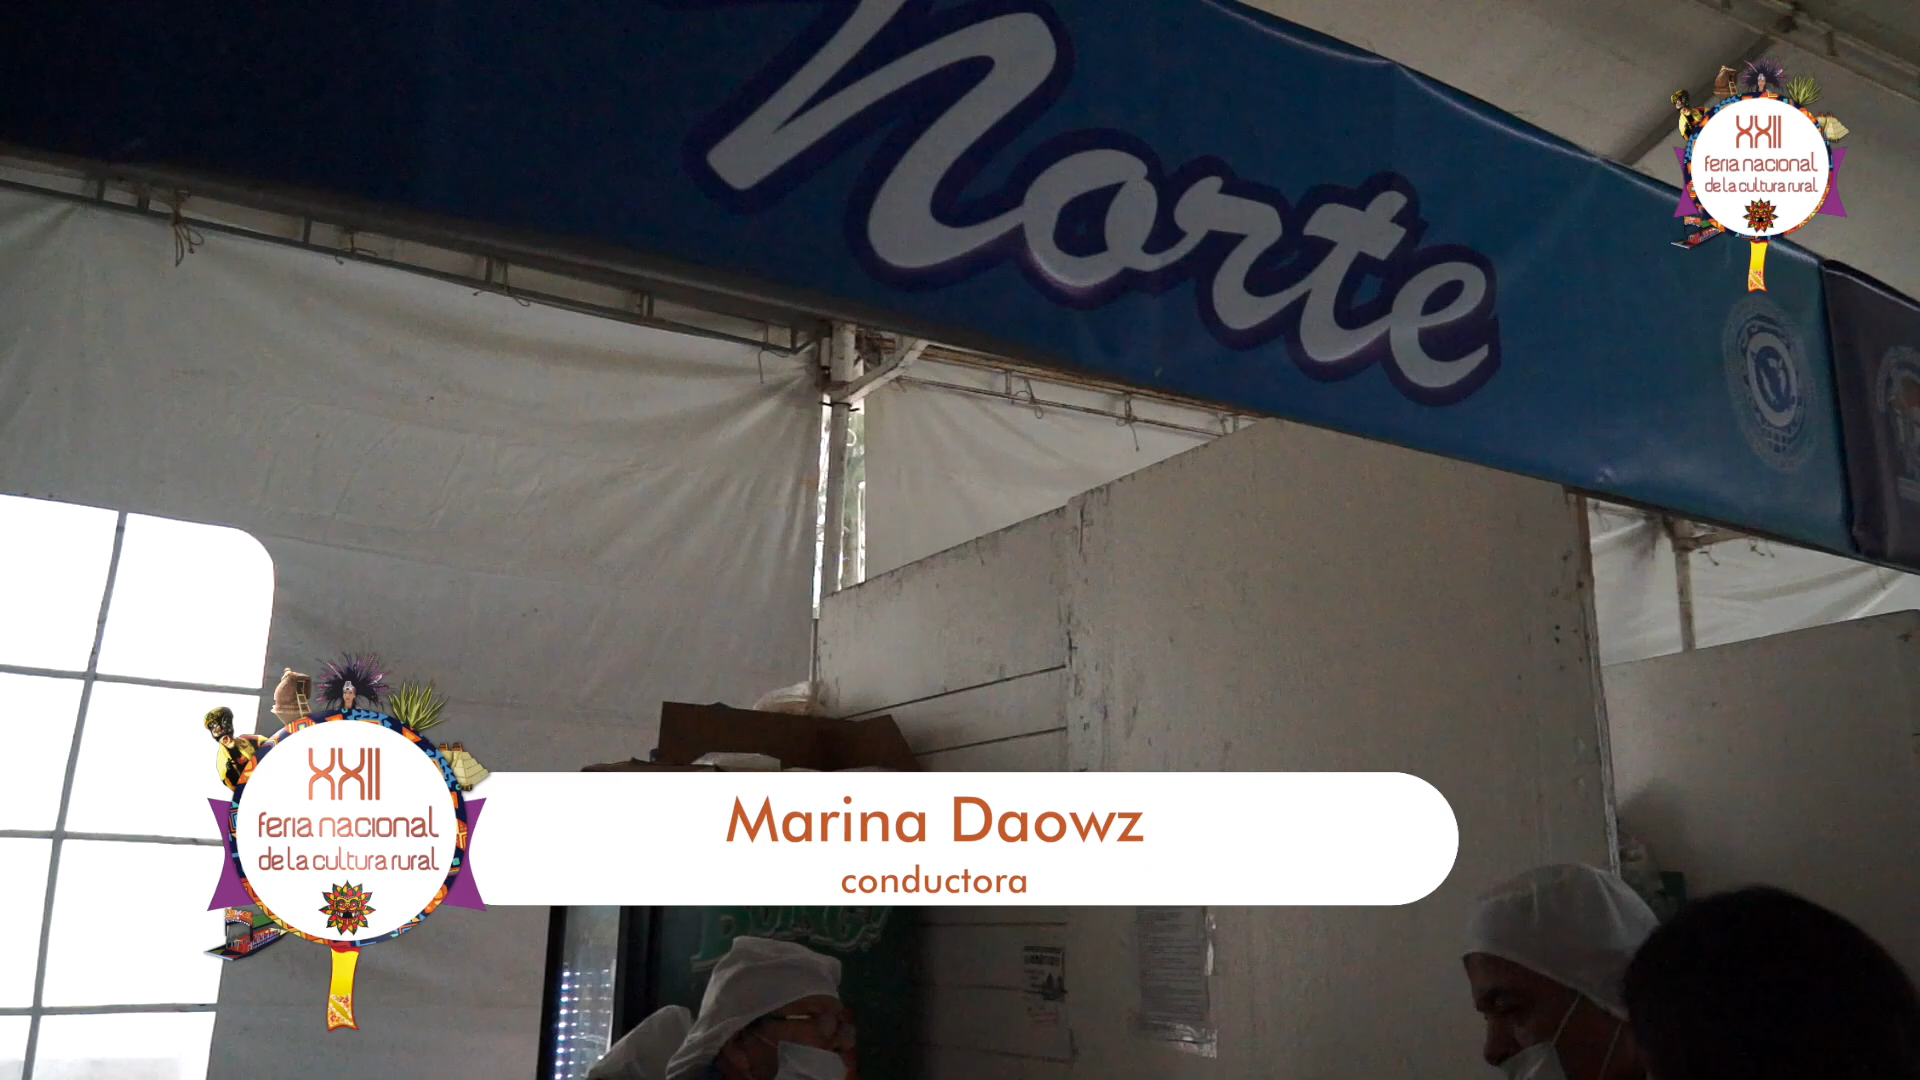 Norte
XXII
feria nacional
de la cultura rural
XXII
feria nacional
de la cultura rural
Marina Daowz
conductora